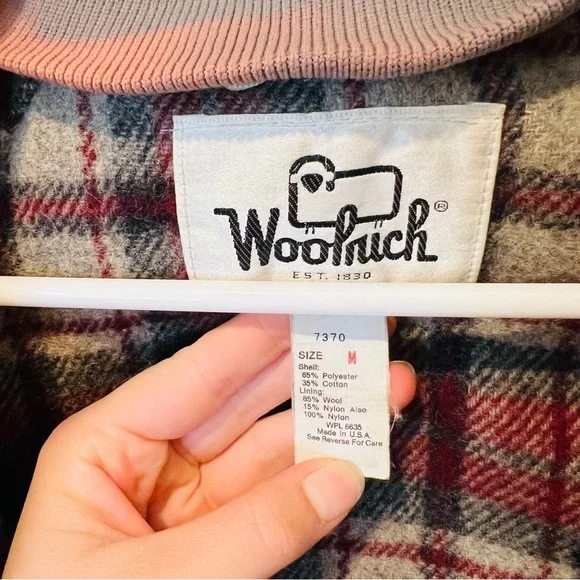 Woolrich®
EST. 1830
7370
SIZE M
Shell:
65% Polyester
35% Cotton
Lining:
85% Wool
15% Nylon Also
100% Nylon
WPL 6635
Made in U.S.A.
See Reverse For Care